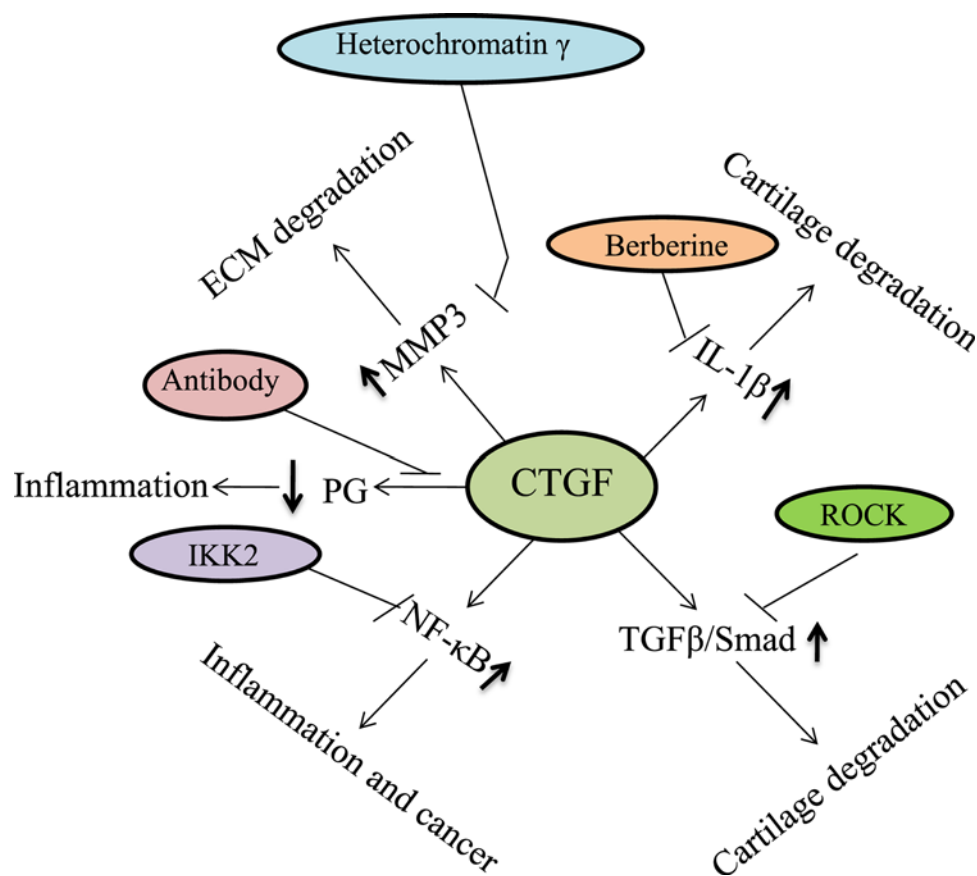 Heterochromatin γ
ECM degradation
Cartilage degradation
Berberine
MMP3
IL-1β
Antibody
CTGF
Inflammation
PG
ROCK
IKK2
NF-κB
TGFβ/Smad
Inflammation and cancer
Cartilage degradation